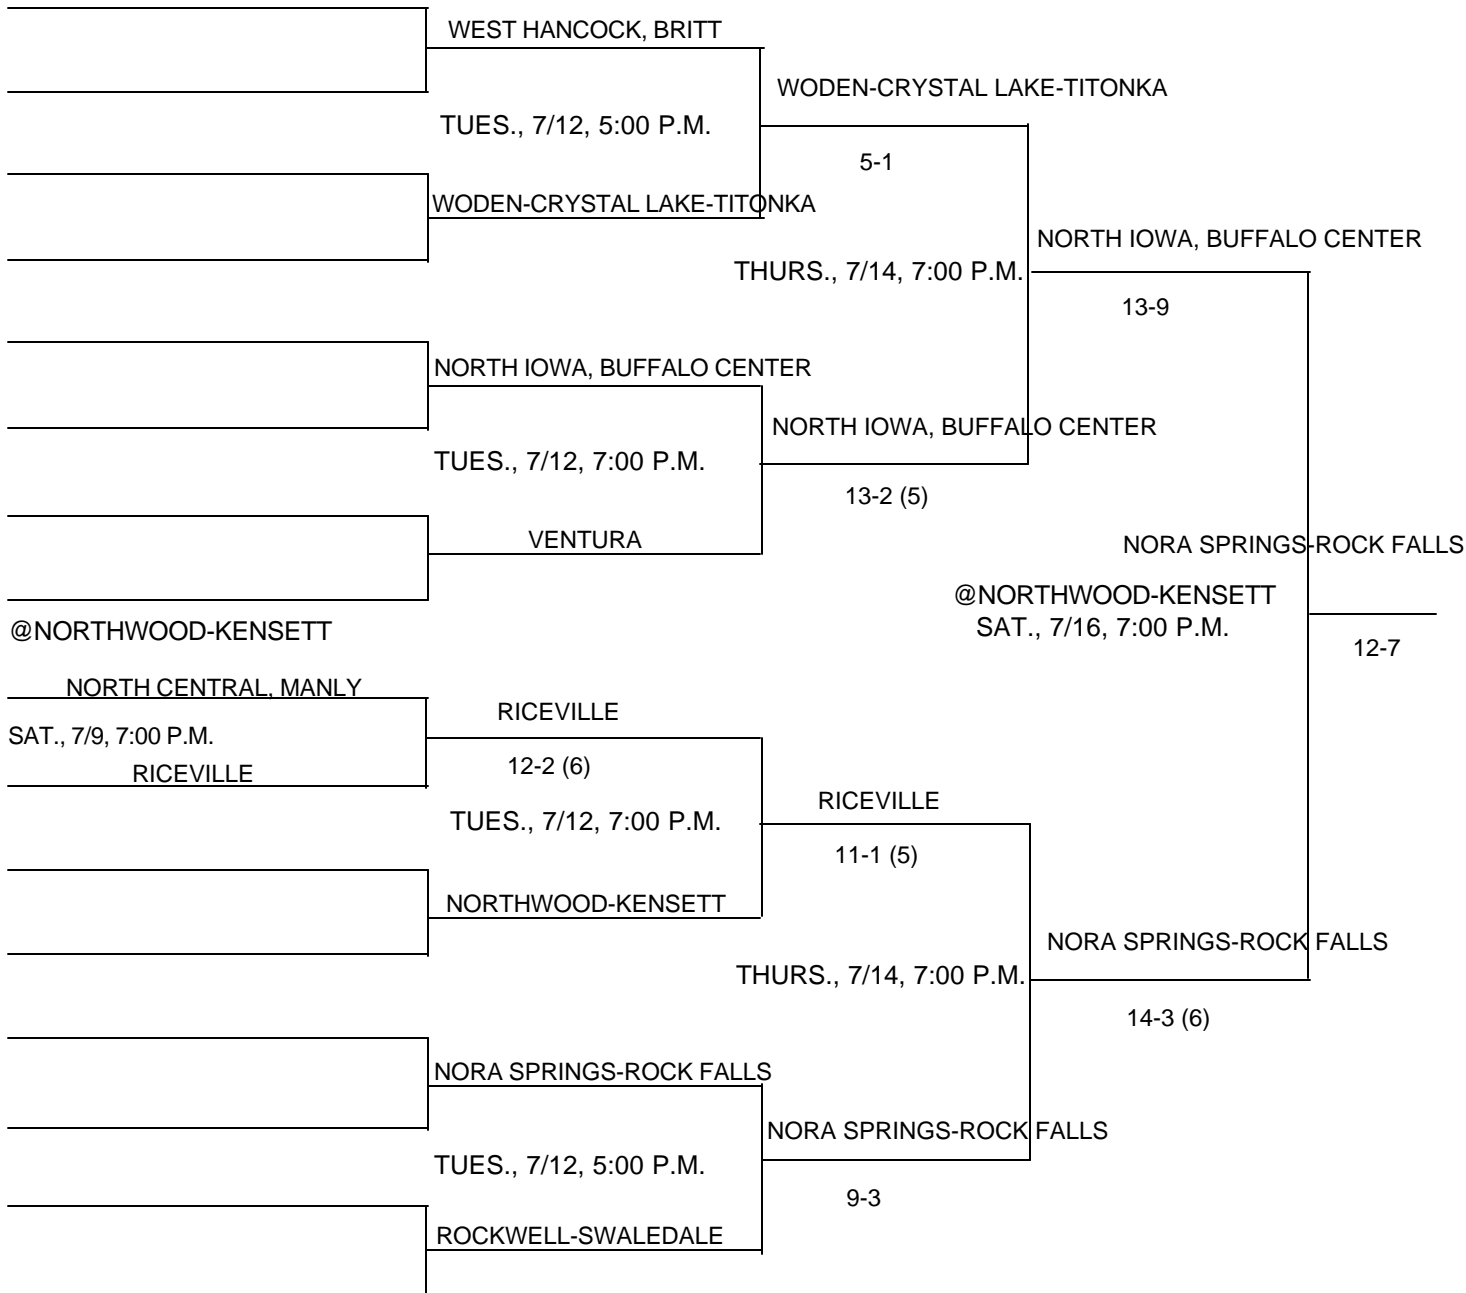 WEST HANCOCK, BRITT
WODEN-CRYSTAL LAKE-TITONKA
TUES., 7/12, 5:00 P.M.
5-1
WODEN-CRYSTAL LAKE-TITONKA
NORTH IOWA, BUFFALO CENTER
THURS., 7/14, 7:00 P.M.
13-9
NORTH IOWA, BUFFALO CENTER
NORTH IOWA, BUFFALO CENTER
TUES., 7/12, 7:00 P.M.
13-2 (5)
VENTURA
NORA SPRINGS-ROCK FALLS
@NORTHWOOD-KENSETT
SAT., 7/16, 7:00 P.M.
@NORTHWOOD-KENSETT
12-7
NORTH CENTRAL, MANLY
RICEVILLE
SAT., 7/9, 7:00 P.M.
12-2 (6)
RICEVILLE
RICEVILLE
TUES., 7/12, 7:00 P.M.
11-1 (5)
NORTHWOOD-KENSETT
NORA SPRINGS-ROCK FALLS
THURS., 7/14, 7:00 P.M.
14-3 (6)
NORA SPRINGS-ROCK FALLS
NORA SPRINGS-ROCK FALLS
TUES., 7/12, 5:00 P.M.
9-3
ROCKWELL-SWALEDALE